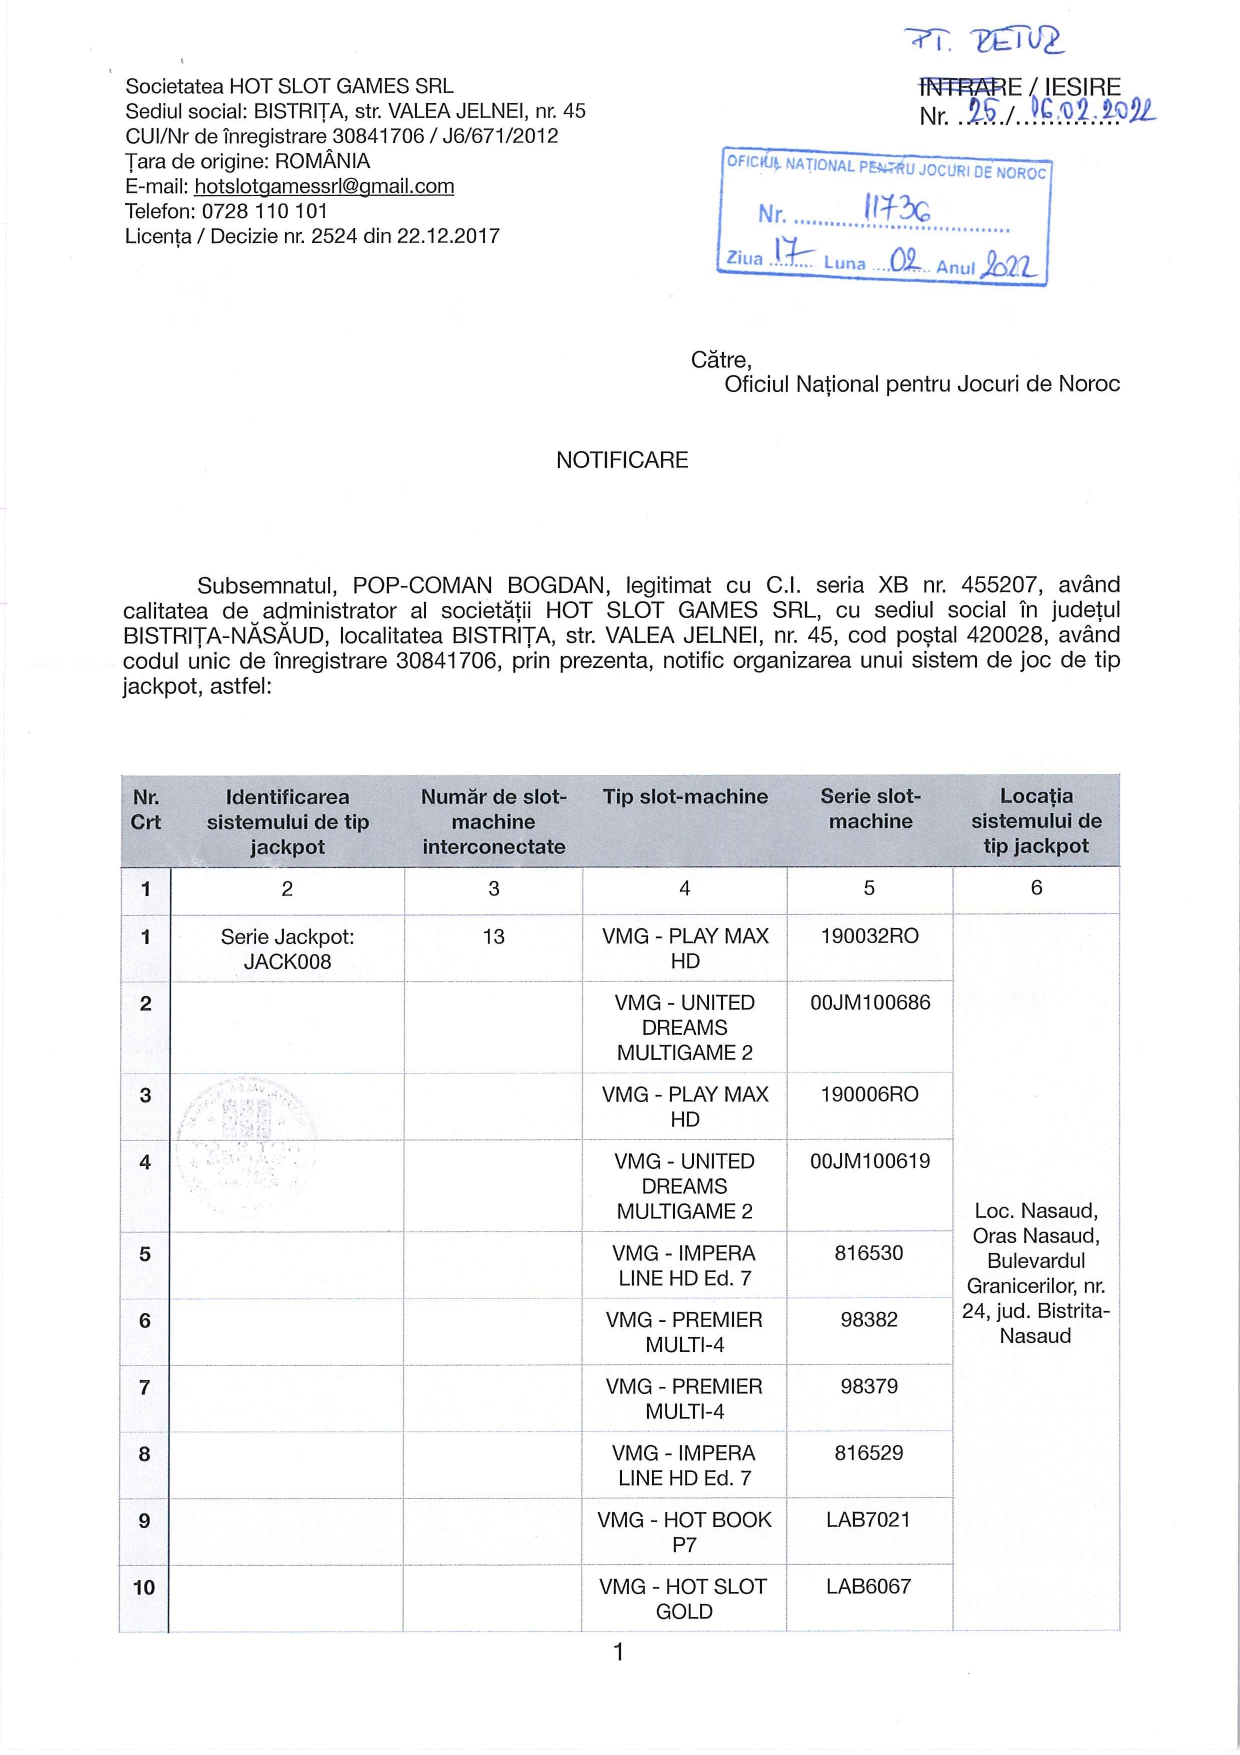 PT. RETUR
Societatea HOT SLOT GAMES SRL
Sediul social: BISTRIȚA, str. VALEA JELNEI, nr. 45
CUI/Nr de înregistrare 30841706 / J6/671/2012
Țara de origine: ROMÂNIA
E-mail: hotslotgamessrl@gmail.com
Telefon: 0728 110 101
Licența / Decizie nr. 2524 din 22.12.2017
INTRARE / IESIRE
Nr. ..25../..16.02.2022
OFICIUL NAȚIONAL PENTRU JOCURI DE NOROC
Nr. ........11736........
Ziua ..17.. Luna ...02... Anul 2022
Către,
Oficiul Național pentru Jocuri de Noroc
NOTIFICARE
Subsemnatul, POP-COMAN BOGDAN, legitimat cu C.I. seria XB nr. 455207, având
calitatea de administrator al societății HOT SLOT GAMES SRL, cu sediul social în județul
BISTRIȚA-NĂSĂUD, localitatea BISTRIȚA, str. VALEA JELNEI, nr. 45, cod poștal 420028, având
codul unic de înregistrare 30841706, prin prezenta, notific organizarea unui sistem de joc de tip
jackpot, astfel:
Nr. Crt
Identificarea sistemului de tip jackpot
Număr de slot-machine interconectate
Tip slot-machine
Serie slot-machine
Locația sistemului de tip jackpot
1 2 3 4 5 6
1 Serie Jackpot: JACK008 13 VMG - PLAY MAX HD 190032RO
2 VMG - UNITED DREAMS MULTIGAME 2 00JM100686
3 VMG - PLAY MAX HD 190006RO
4 VMG - UNITED DREAMS MULTIGAME 2 00JM100619
5 VMG - IMPERA LINE HD Ed. 7 816530
6 VMG - PREMIER MULTI-4 98382
7 VMG - PREMIER MULTI-4 98379
8 VMG - IMPERA LINE HD Ed. 7 816529
9 VMG - HOT BOOK P7 LAB7021
10 VMG - HOT SLOT GOLD LAB6067
Loc. Nasaud,
Oras Nasaud,
Bulevardul
Granicerilor, nr.
24, jud. Bistrita-
Nasaud
1